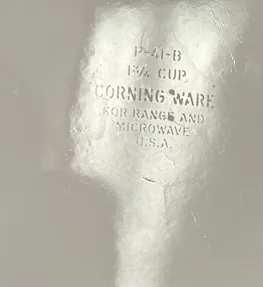 P-41-B
1¾ CUP
CORNING WARE
FOR RANGE AND
MICROWAVE
U.S.A.